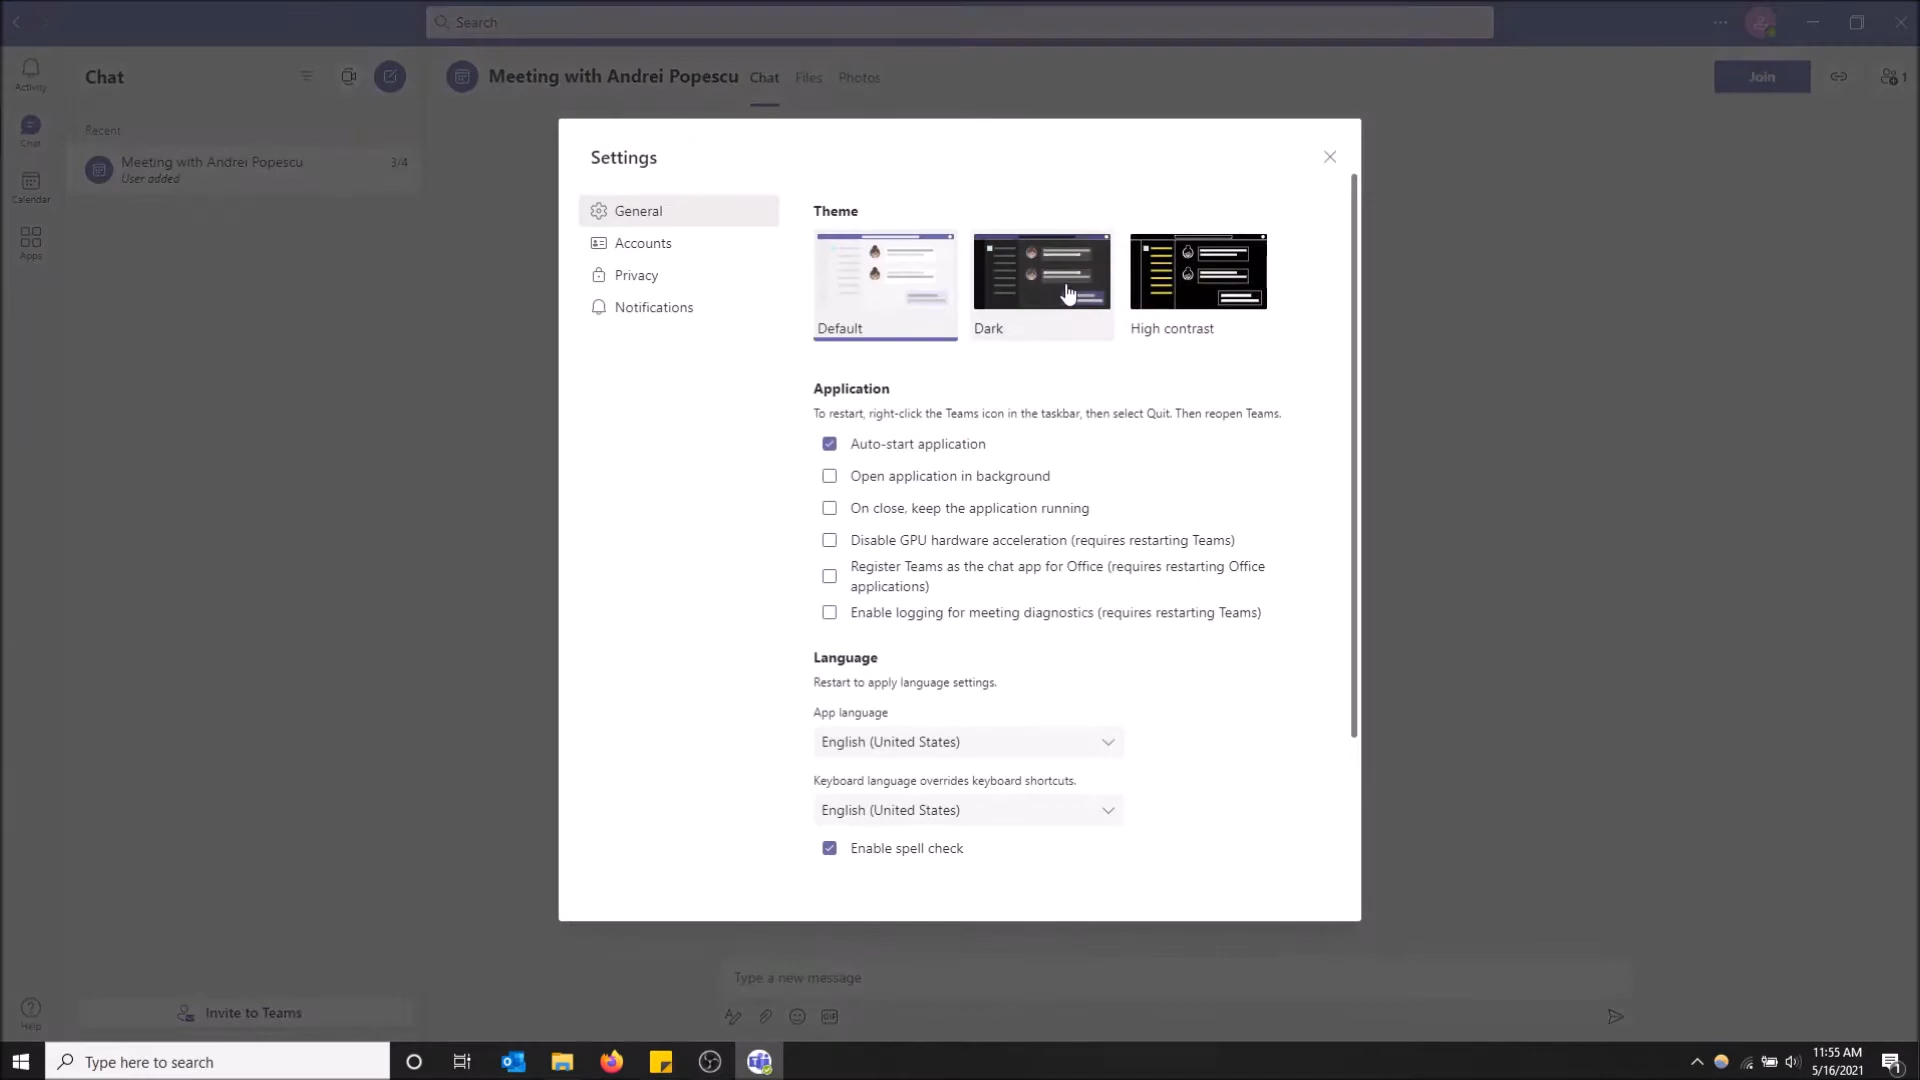 Search
Activity
Chat
Calendar
Apps
Help
Chat
Recent
Meeting with Andrei Popescu
3/4
User added
Invite to Teams
Meeting with Andrei Popescu
Chat
Files
Photos
Join
1
Settings
General
Accounts
Privacy
Notifications
Theme
Default
Dark
High contrast
Application
To restart, right-click the Teams icon in the taskbar, then select Quit. Then reopen Teams.
Auto-start application
Open application in background
On close, keep the application running
Disable GPU hardware acceleration (requires restarting Teams)
Register Teams as the chat app for Office (requires restarting Office
applications)
Enable logging for meeting diagnostics (requires restarting Teams)
Language
Restart to apply language settings.
App language
English (United States)
Keyboard language overrides keyboard shortcuts.
English (United States)
Enable spell check
Type a new message
GIF
Type here to search
11:55 AM
5/16/2021
1